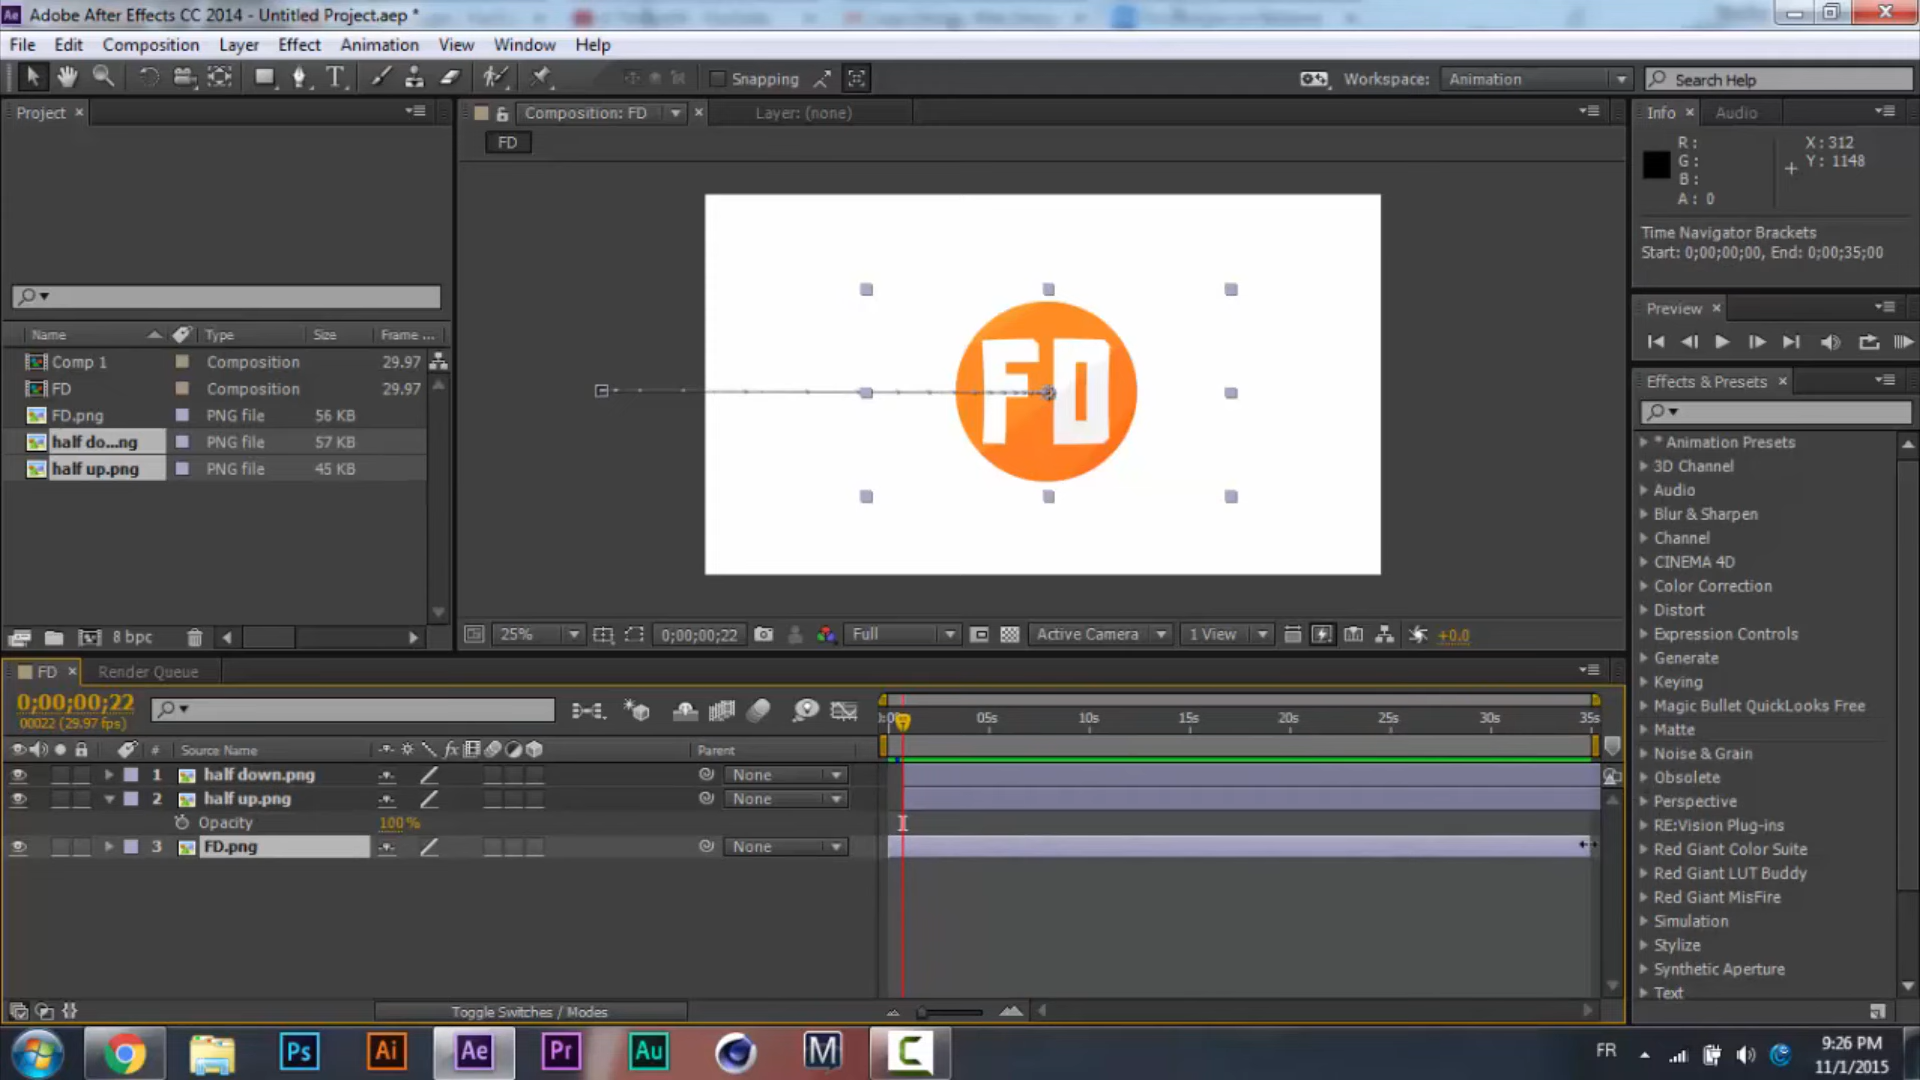 Adobe After Effects CC 2014 - Untitled Project.aep *
File Edit Composition Layer Effect Animation View Window Help
Snapping
Workspace: Animation
Search Help
Project
Name Type Size Frame ...
Comp 1 Composition 29.97
FD Composition 29.97
FD.png PNG file 56 KB
half do...ng PNG file 57 KB
half up.png PNG file 45 KB
8 bpc
Composition: FD
Layer: (none)
FD
FD
25%
0;00;00;22
Full
Active Camera
1 View
+0.0
Info
Audio
R:
G:
B:
A: 0
X: 312
Y: 1148
Time Navigator Brackets
Start: 0;00;00;00, End: 0;00;35;00
Preview
Effects & Presets
* Animation Presets
3D Channel
Audio
Blur & Sharpen
Channel
CINEMA 4D
Color Correction
Distort
Expression Controls
Generate
Keying
Magic Bullet QuickLooks Free
Matte
Noise & Grain
Obsolete
Perspective
RE:Vision Plug-ins
Red Giant Color Suite
Red Giant LUT Buddy
Red Giant MisFire
Simulation
Stylize
Synthetic Aperture
Text
FD
Render Queue
0;00;00;22
00022 (29.97 fps)
05s 10s 15s 20s 25s 30s 35s
# Source Name fx Parent
1 half down.png None
2 half up.png None
Opacity 100 %
3 FD.png None
Toggle Switches / Modes
Ps Ai Ae Pr Au M C
FR
9:26 PM
11/1/2015